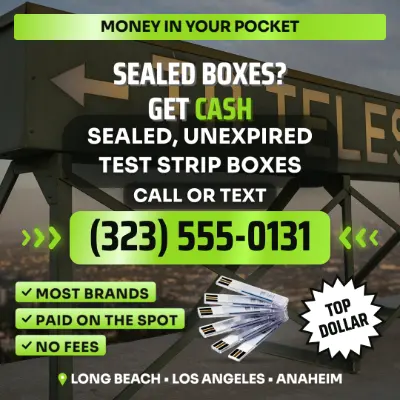 MONEY IN YOUR POCKET
SEALED BOXES?
GET CASH
SEALED, UNEXPIRED
TEST STRIP BOXES
CALL OR TEXT
(323) 555-0131
MOST BRANDS
PAID ON THE SPOT
NO FEES
TOP
DOLLAR
LONG BEACH • LOS ANGELES • ANAHEIM